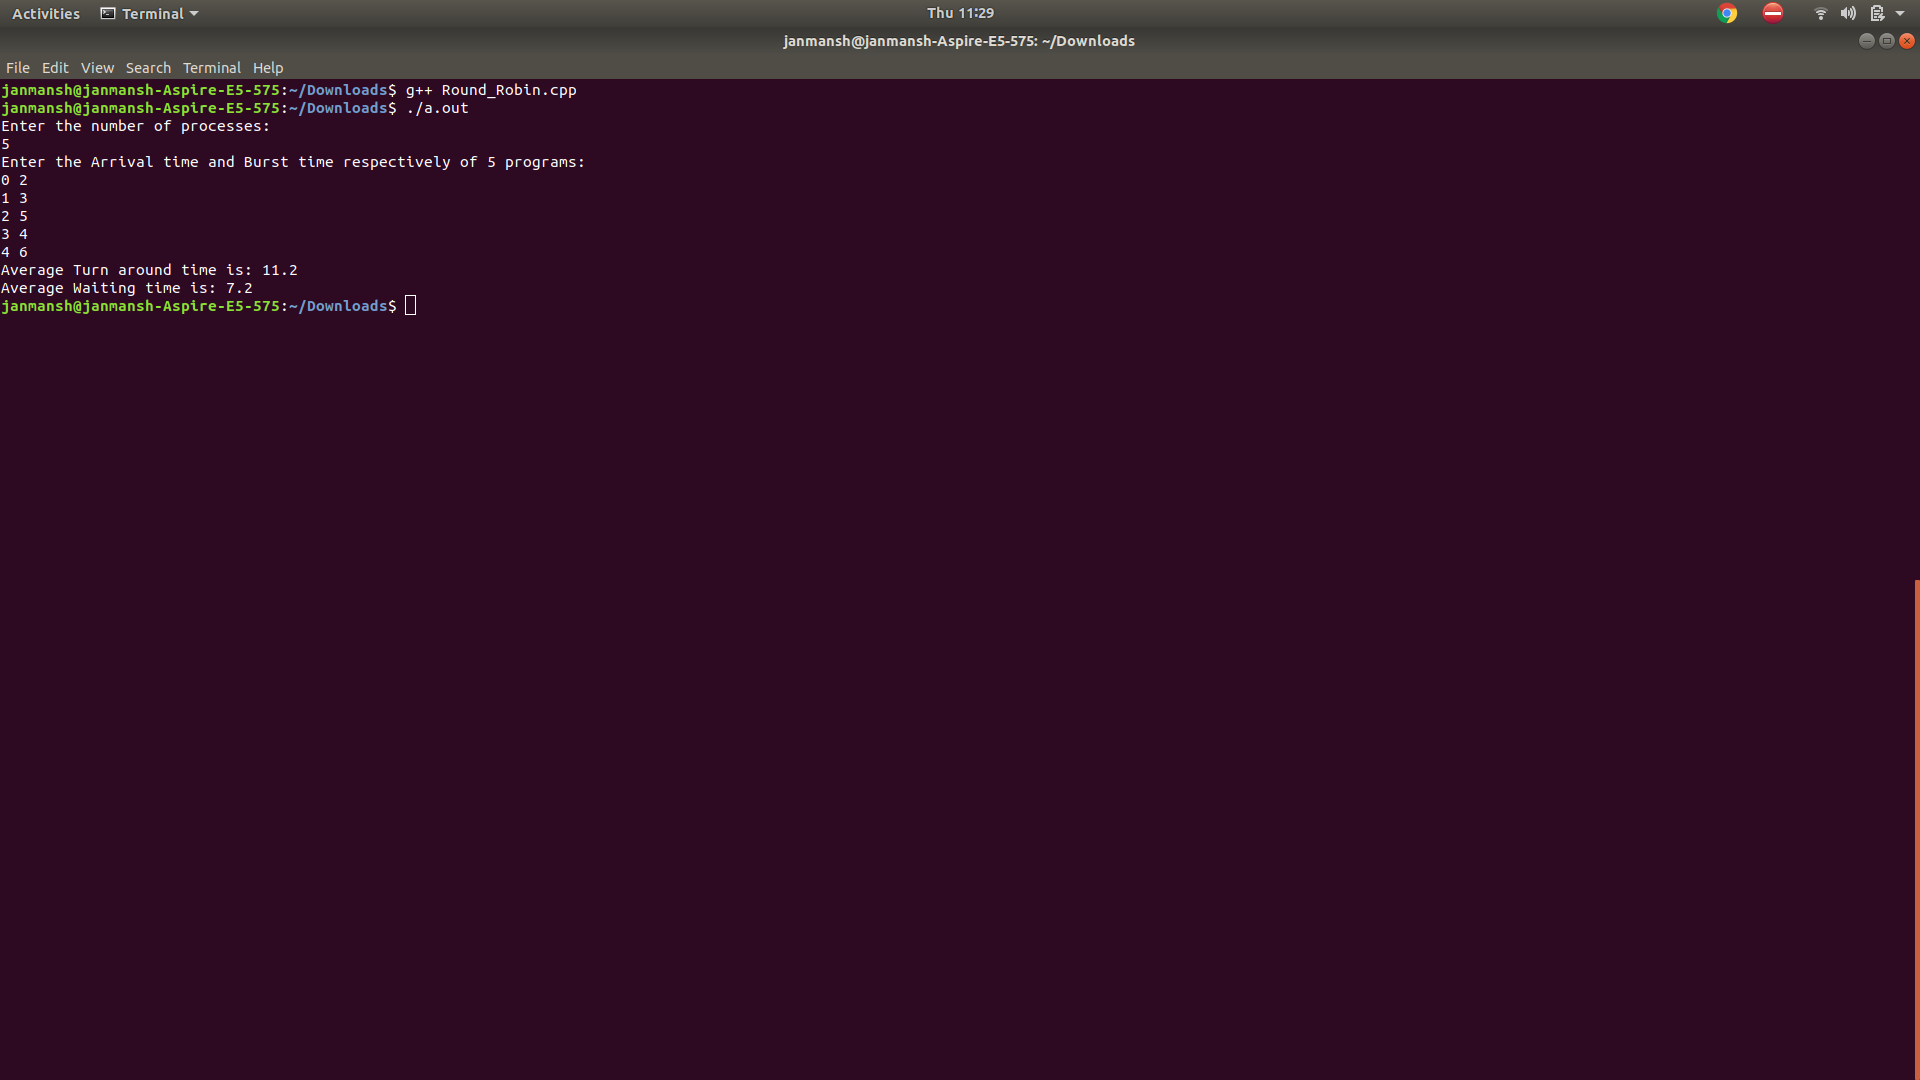 Activities Terminal Thu 11:29
janmansh@janmansh-Aspire-E5-575: ~/Downloads
File Edit View Search Terminal Help
janmansh@janmansh-Aspire-E5-575:~/Downloads$ g++ Round_Robin.cpp
janmansh@janmansh-Aspire-E5-575:~/Downloads$ ./a.out
Enter the number of processes:
5
Enter the Arrival time and Burst time respectively of 5 programs:
0 2
1 3
2 5
3 4
4 6
Average Turn around time is: 11.2
Average Waiting time is: 7.2
janmansh@janmansh-Aspire-E5-575:~/Downloads$